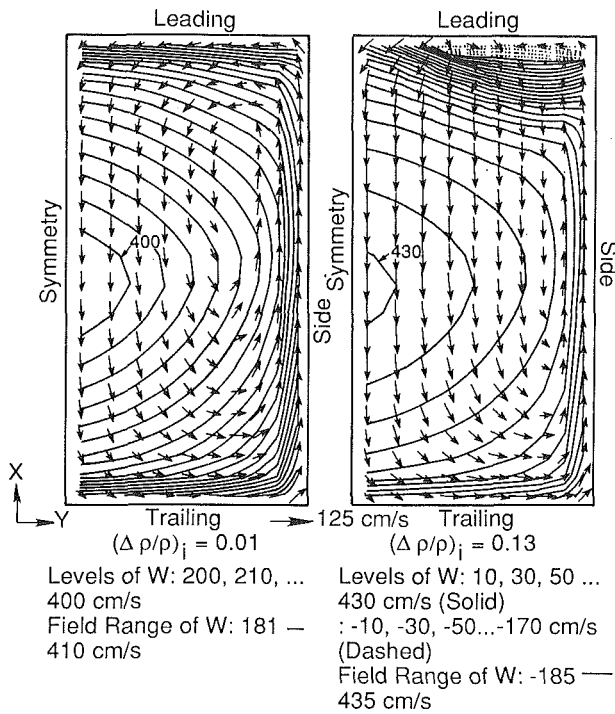 Leading
Leading
Symmetry
400
Side
Symmetry
430
Side
X
Y
Trailing
125 cm/s
Trailing
(Δ ρ/ρ)i = 0.01
(Δ ρ/ρ)i = 0.13
Levels of W: 200, 210, ...
400 cm/s
Field Range of W: 181 —
410 cm/s
Levels of W: 10, 30, 50 ...
430 cm/s (Solid)
: -10, -30, -50...-170 cm/s
(Dashed)
Field Range of W: -185 —
435 cm/s